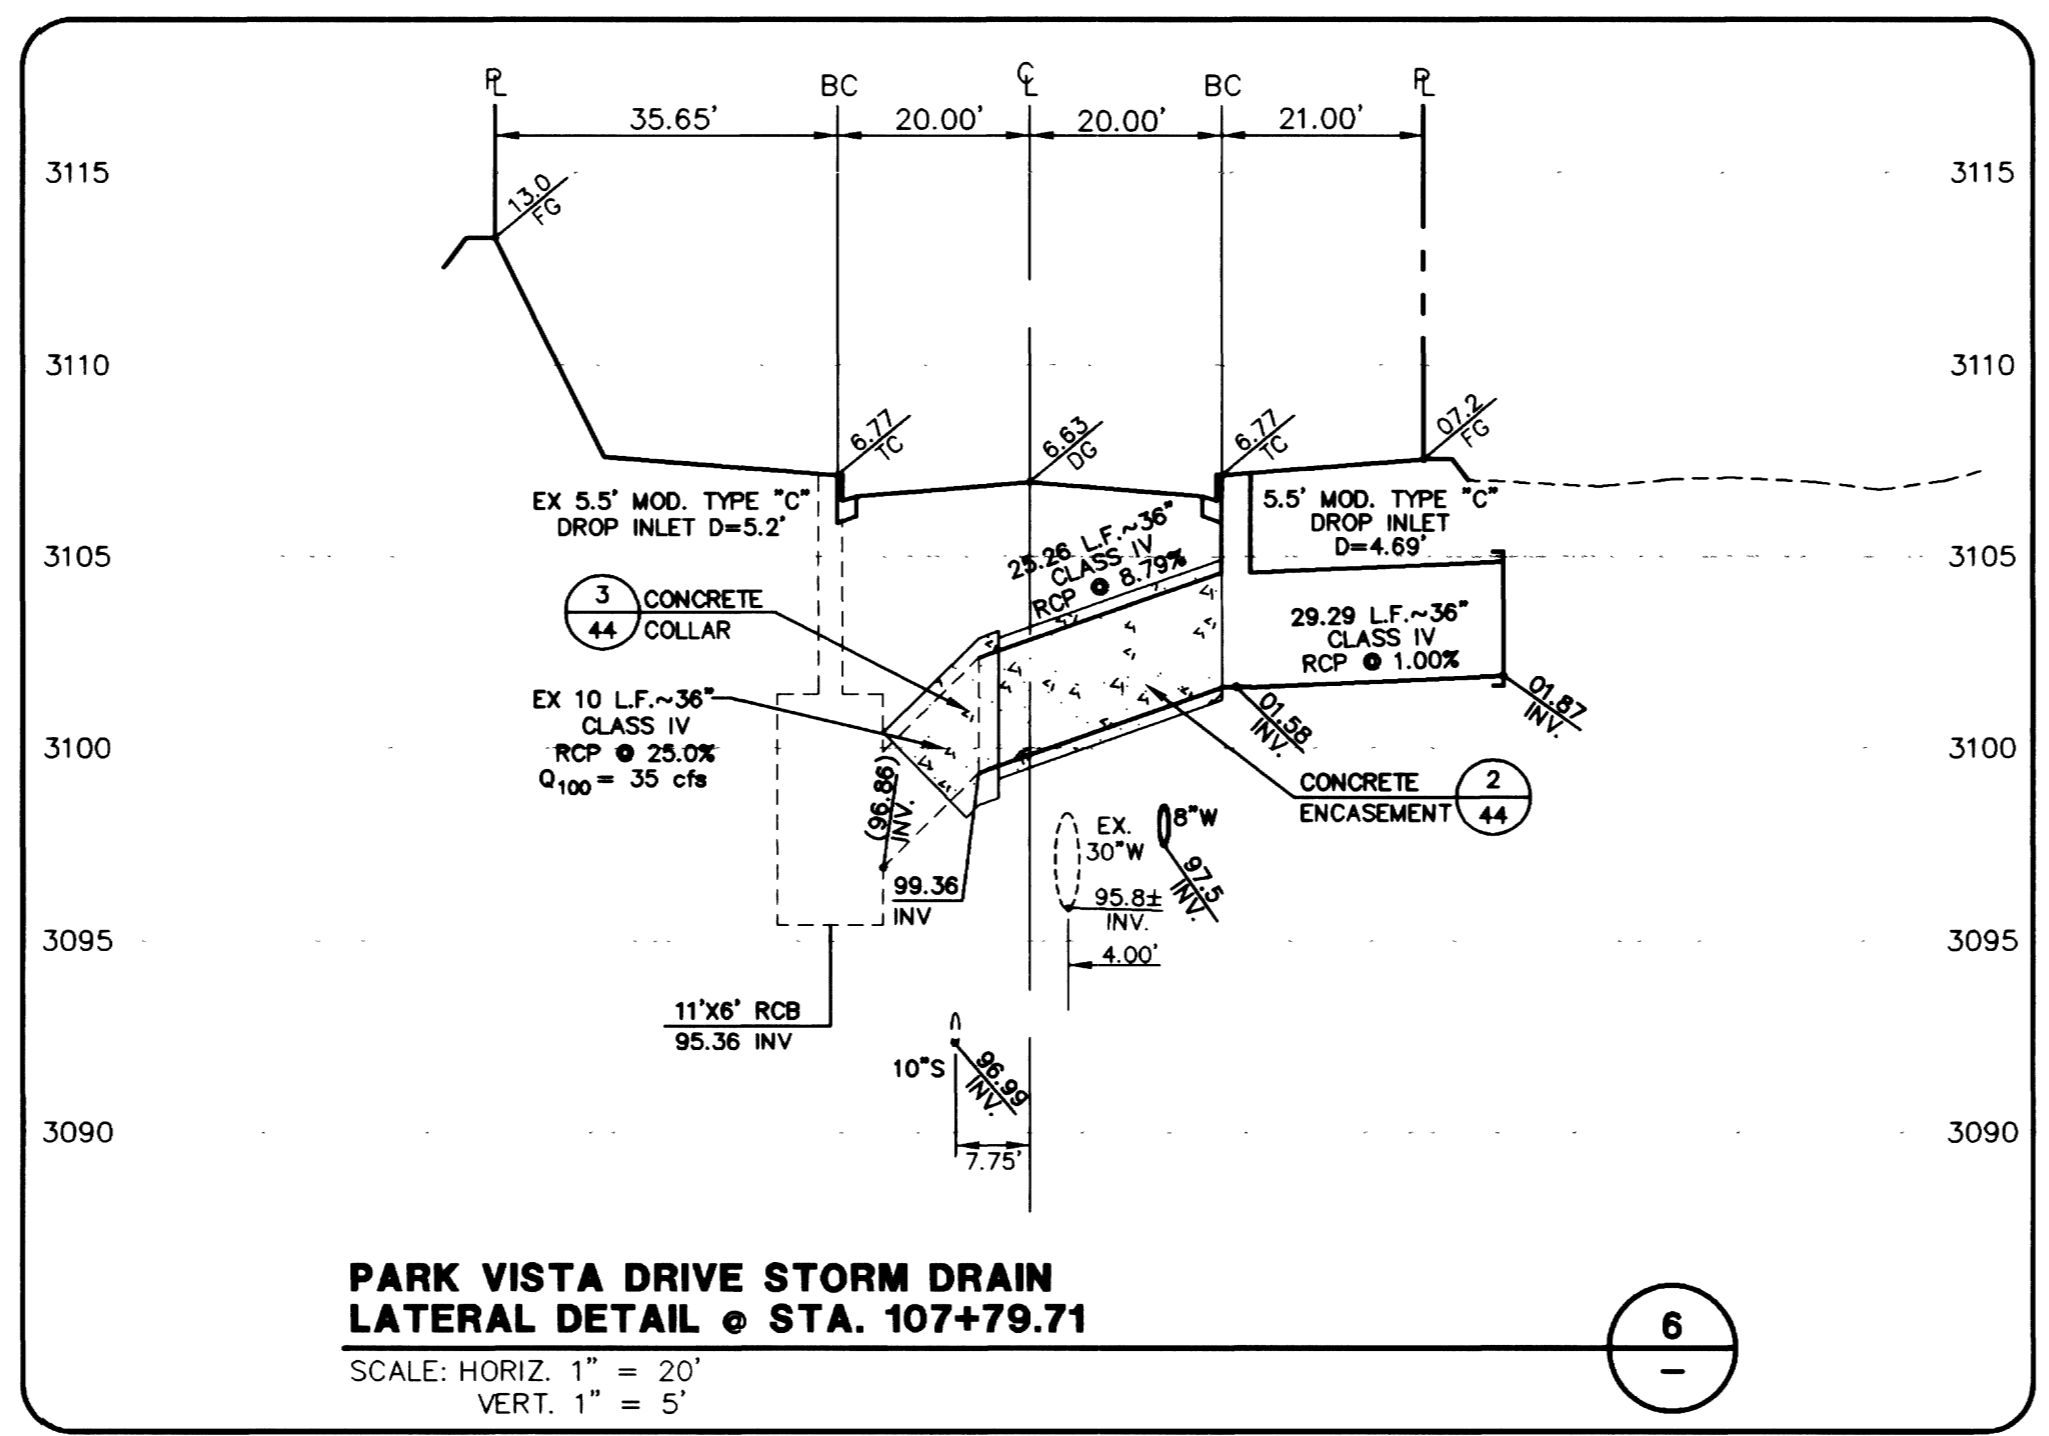 PL BC CL BC PL
35.65' 20.00' 20.00' 21.00'
3115 3115
13.0
FG
3110 3110
6.77
TC
6.63
DG
6.77
TC
07.2
FG
EX 5.5' MOD. TYPE "C"
DROP INLET D=5.2'
25.26 L.F.~36"
CLASS IV
RCP @ 8.79%
5.5' MOD. TYPE "C"
DROP INLET
D=4.69'
3105 3105
3
44
CONCRETE
COLLAR
29.29 L.F.~36"
CLASS IV
RCP @ 1.00%
EX 10 L.F.~36"
CLASS IV
RCP @ 25.0%
Q100 = 35 cfs
01.58
INV.
01.87
INV.
3100 3100
(96.86)
INV.
CONCRETE
ENCASEMENT
2
44
99.36
INV
EX.
30"W
8"W
97.5
INV.
95.8±
INV.
3095 3095
4.00'
11'X6' RCB
95.36 INV
10"S
96.99
INV.
3090 3090
7.75'
PARK VISTA DRIVE STORM DRAIN
LATERAL DETAIL @ STA. 107+79.71
6
–
SCALE: HORIZ. 1" = 20'
VERT. 1" = 5'